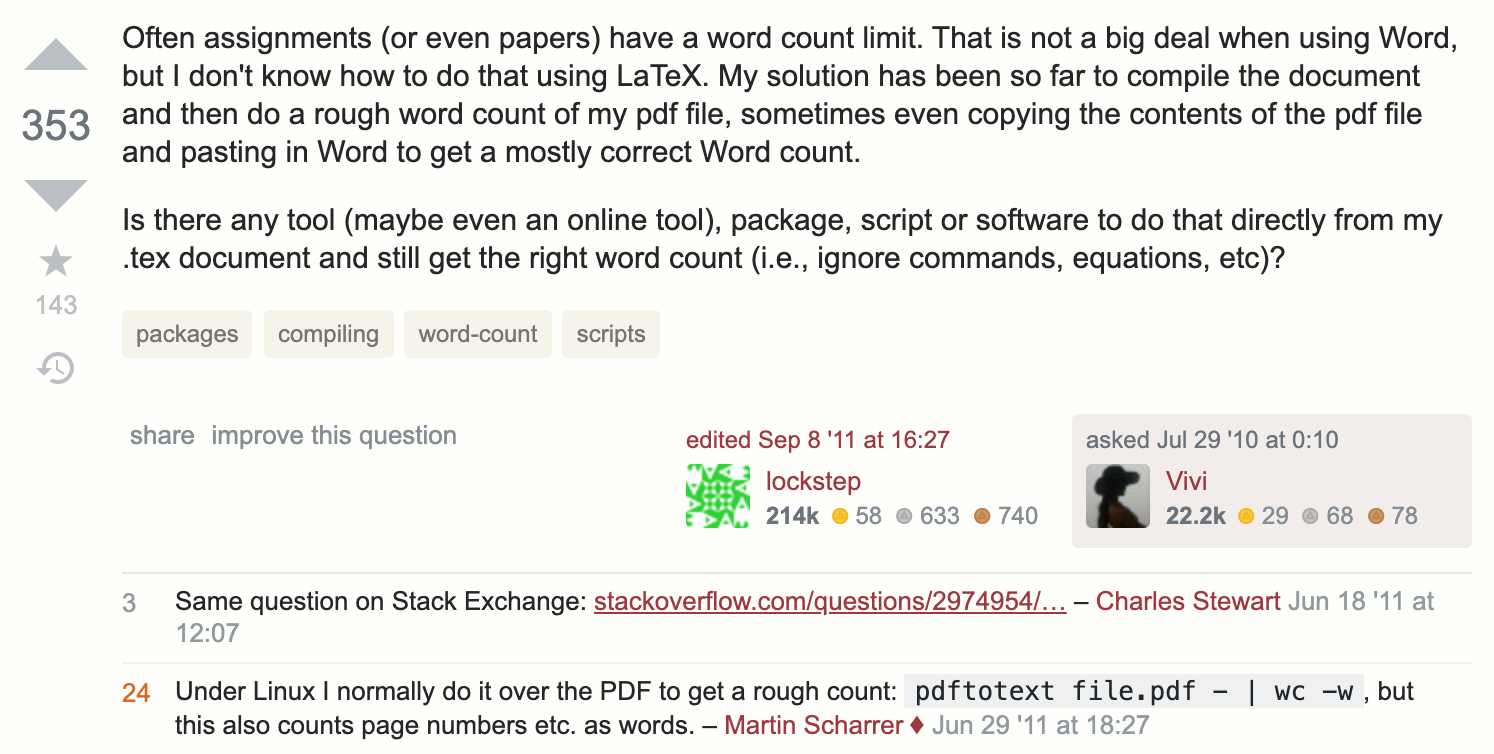 Often assignments (or even papers) have a word count limit. That is not a big deal when using Word,
but I don't know how to do that using LaTeX. My solution has been so far to compile the document
353
and then do a rough word count of my pdf file, sometimes even copying the contents of the pdf file
and pasting in Word to get a mostly correct Word count.
Is there any tool (maybe even an online tool), package, script or software to do that directly from my
.tex document and still get the right word count (i.e., ignore commands, equations, etc)?
143
packages compiling word-count scripts
share improve this question
edited Sep 8 '11 at 16:27
lockstep
214k 58 633 740
asked Jul 29 '10 at 0:10
Vivi
22.2k 29 68 78
3 Same question on Stack Exchange: stackoverflow.com/questions/2974954/… – Charles Stewart Jun 18 '11 at
12:07
24 Under Linux I normally do it over the PDF to get a rough count: pdftotext file.pdf - | wc -w, but
this also counts page numbers etc. as words. – Martin Scharrer ♦ Jun 29 '11 at 18:27